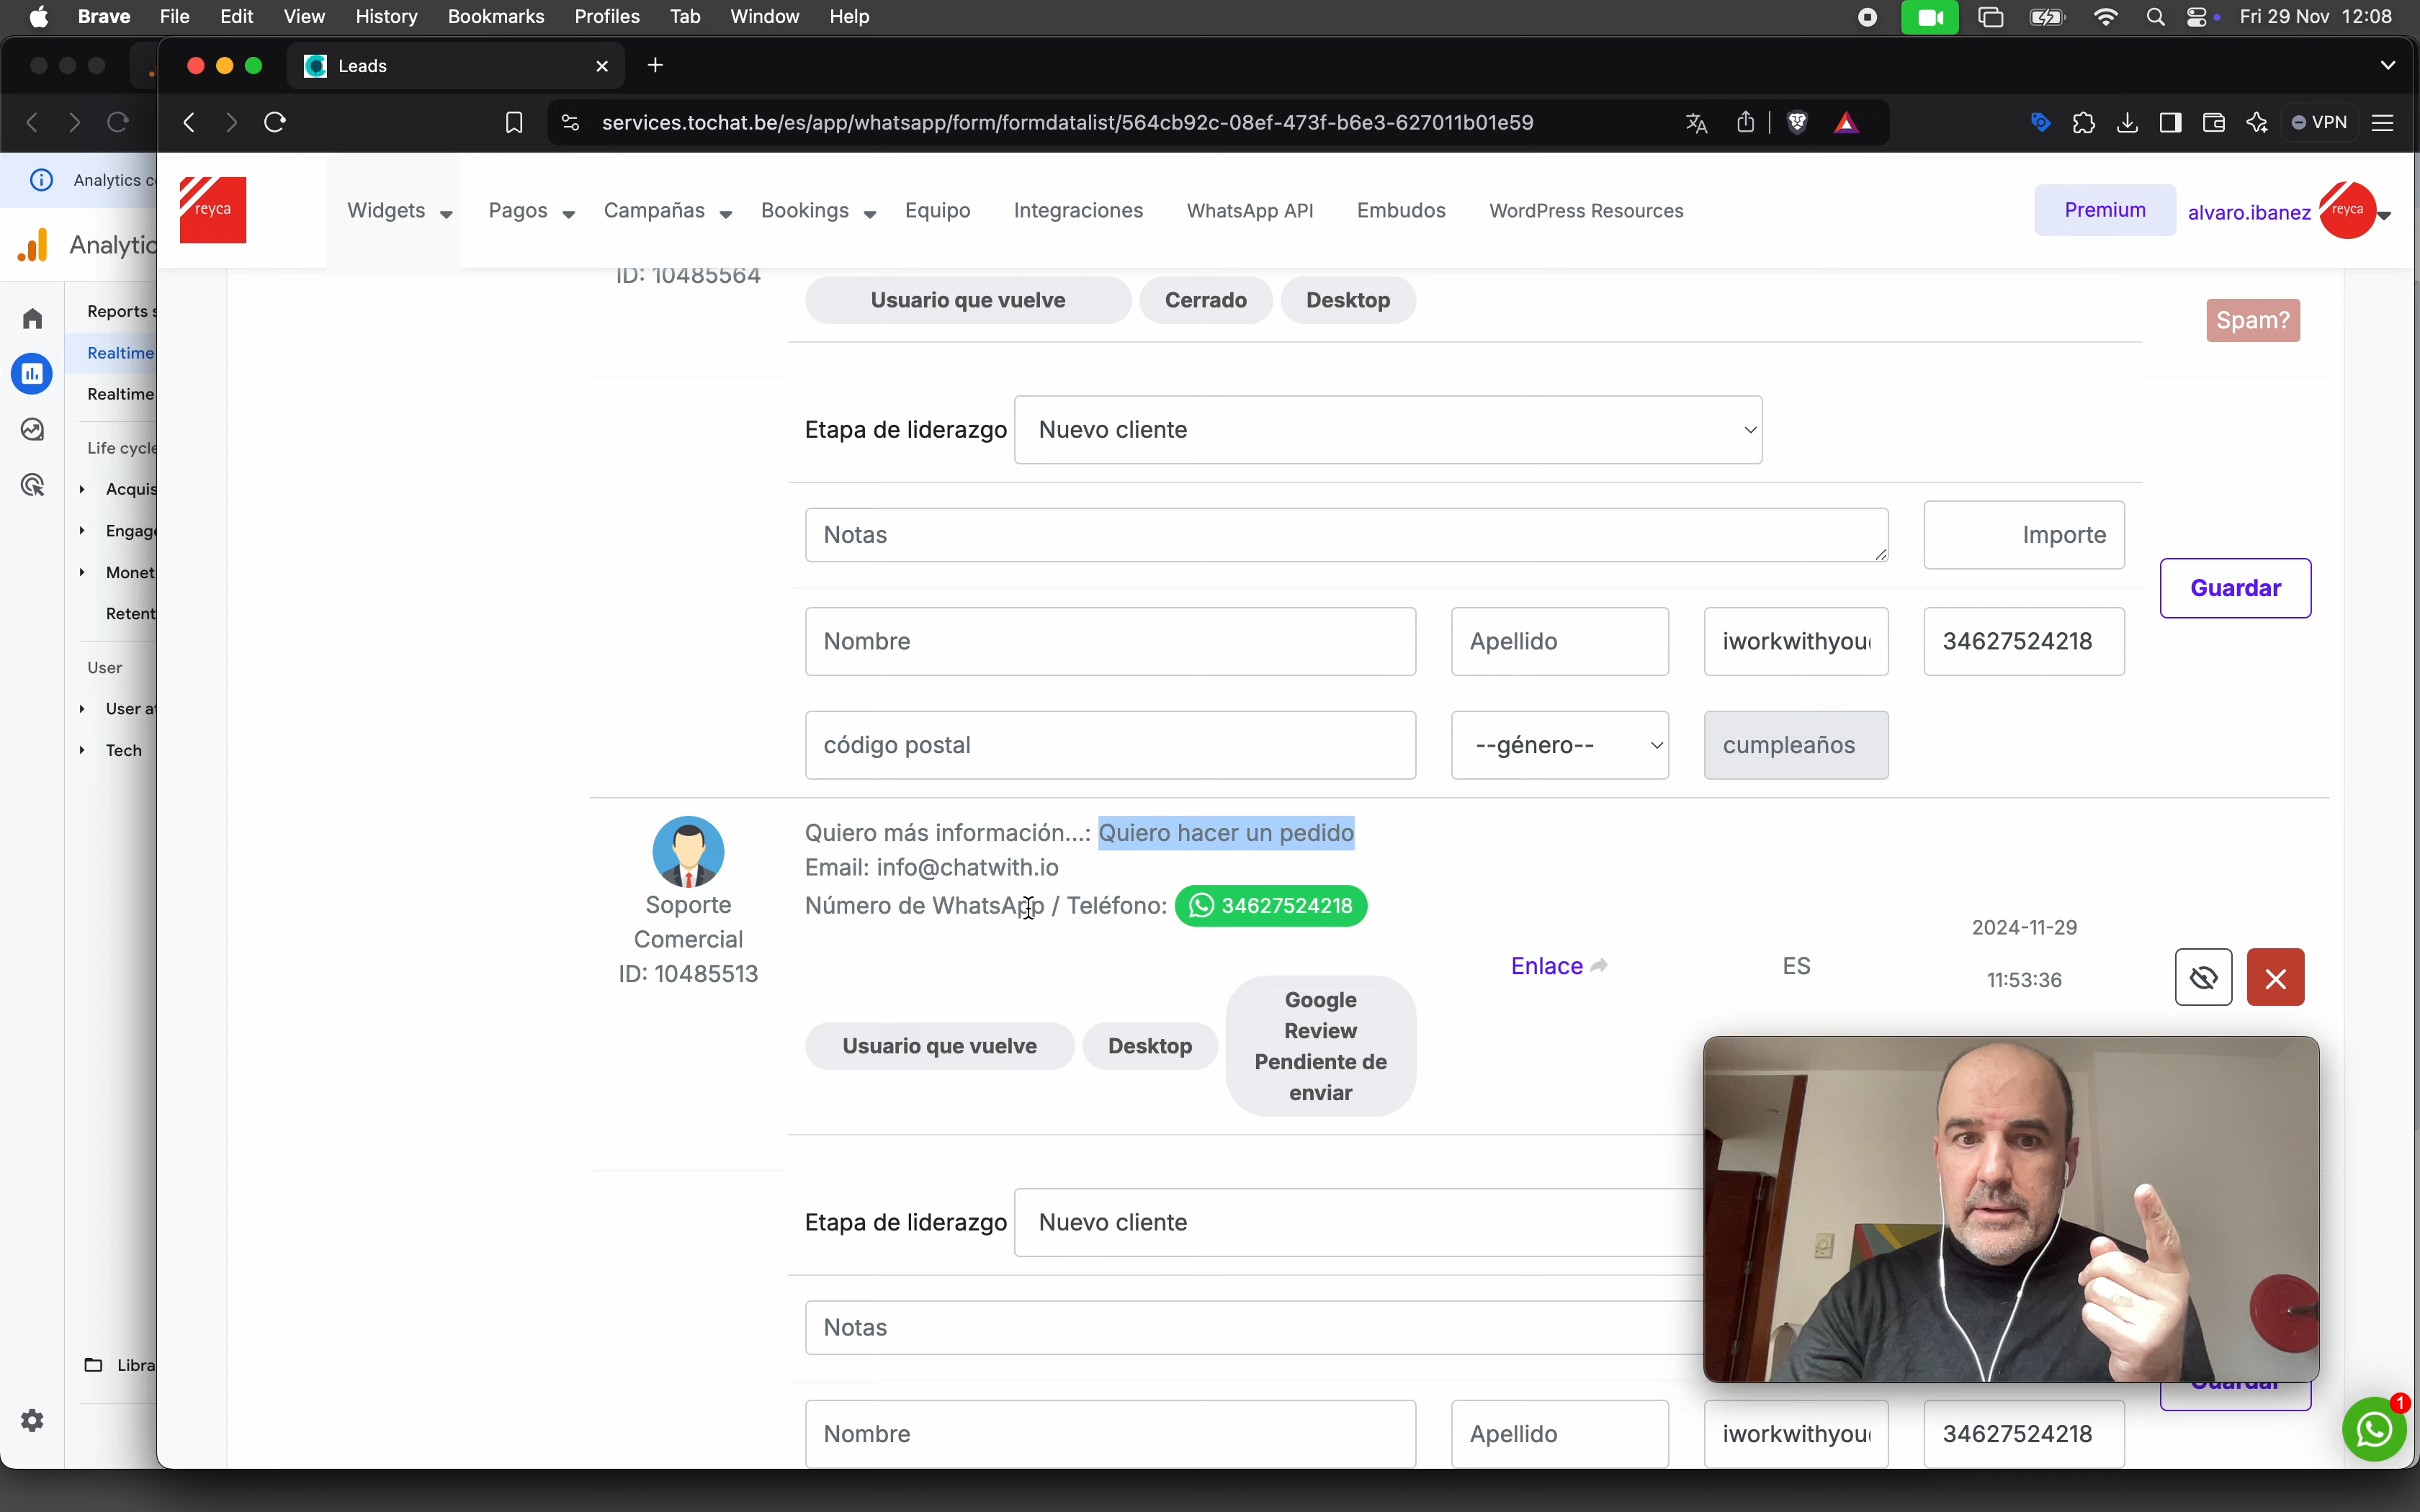 Brave File Edit View History Bookmarks Profiles Tab Window Help Fri 29 Nov 12:08
Leads
services.tochat.be/es/app/whatsapp/form/formdatalist/564cb92c-08ef-473f-b6e3-627011b01e59
VPN
Analytics
reyca
Widgets Pagos Campañas Bookings Equipo Integraciones WhatsApp API Embudos WordPress Resources
Premium alvaro.ibanez reyca
Analytic
Reports
Realtime
Realtime
Life cycle
Acquis
Engage
Monet
Retent
User
User at
Tech
Libra
ID: 10485564
Usuario que vuelve Cerrado Desktop
Spam?
Etapa de liderazgo Nuevo cliente
Notas Importe
Guardar
Nombre Apellido iworkwithyou 34627524218
código postal --género-- cumpleaños
Soporte
Comercial
ID: 10485513
Quiero más información...: Quiero hacer un pedido
Email: info@chatwith.io
Número de WhatsApp / Teléfono: 34627524218
Enlace ES
2024-11-29
11:53:36
Usuario que vuelve Desktop
Google
Review
Pendiente de
enviar
Etapa de liderazgo Nuevo cliente
Notas
Guardar
Nombre Apellido iworkwithyou 34627524218
1